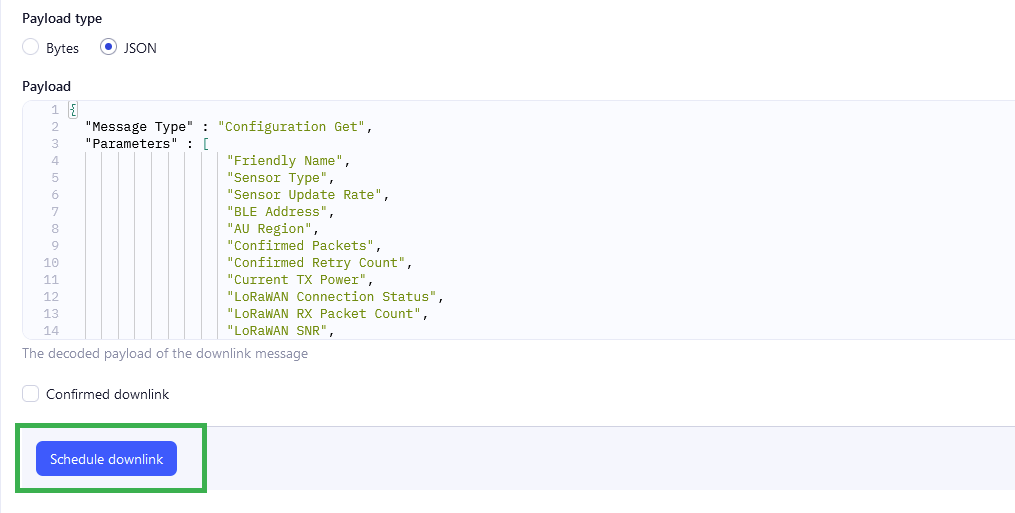 Payload type
Bytes JSON
Payload
1 {
2 "Message Type" : "Configuration Get",
3 "Parameters" : [
4 "Friendly Name",
5 "Sensor Type",
6 "Sensor Update Rate",
7 "BLE Address",
8 "AU Region",
9 "Confirmed Packets",
10 "Confirmed Retry Count",
11 "Current TX Power",
12 "LoRaWAN Connection Status",
13 "LoRaWAN RX Packet Count",
14 "LoRaWAN SNR",
The decoded payload of the downlink message
Confirmed downlink
Schedule downlink